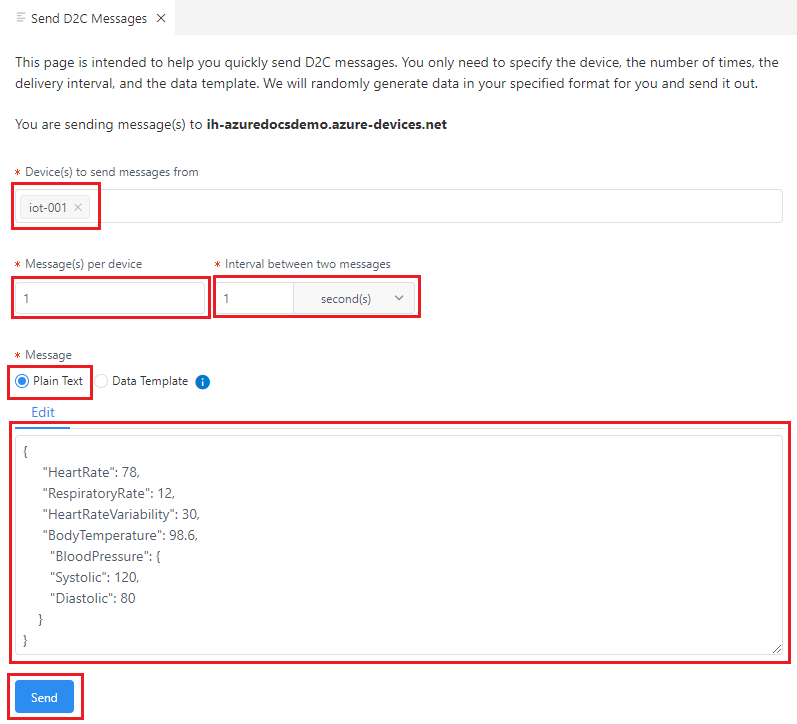 Send D2C Messages
This page is intended to help you quickly send D2C messages. You only need to specify the device, the number of times, the
delivery interval, and the data template. We will randomly generate data in your specified format for you and send it out.
You are sending message(s) to ih-azuredocsdemo.azure-devices.net
* Device(s) to send messages from
iot-001
* Message(s) per device * Interval between two messages
1 1 second(s)
* Message
Plain Text Data Template
Edit
{
"HeartRate": 78,
"RespiratoryRate": 12,
"HeartRateVariability": 30,
"BodyTemperature": 98.6,
"BloodPressure": {
"Systolic": 120,
"Diastolic": 80
}
}
Send